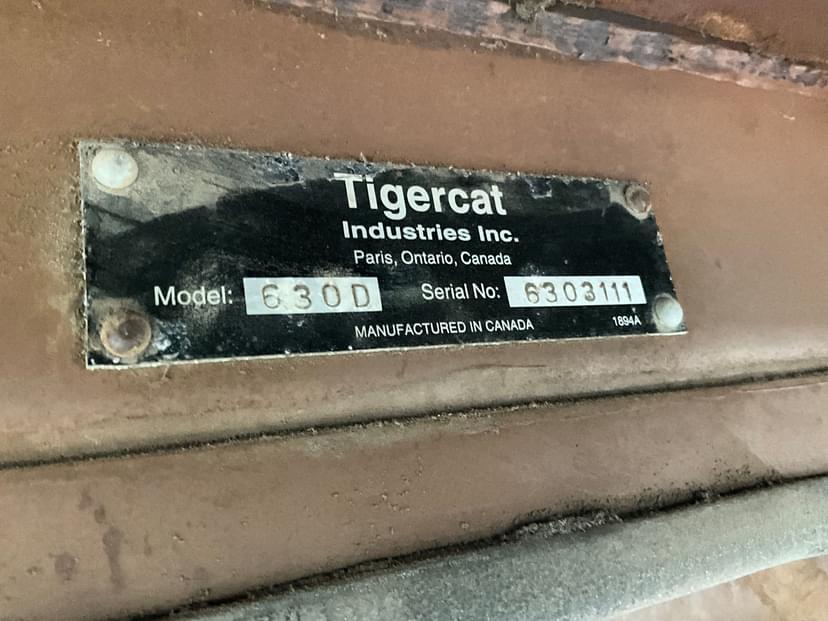 Tigercat
Industries Inc.
Paris, Ontario, Canada
Model: 630D Serial No: 6303111
MANUFACTURED IN CANADA 1894A